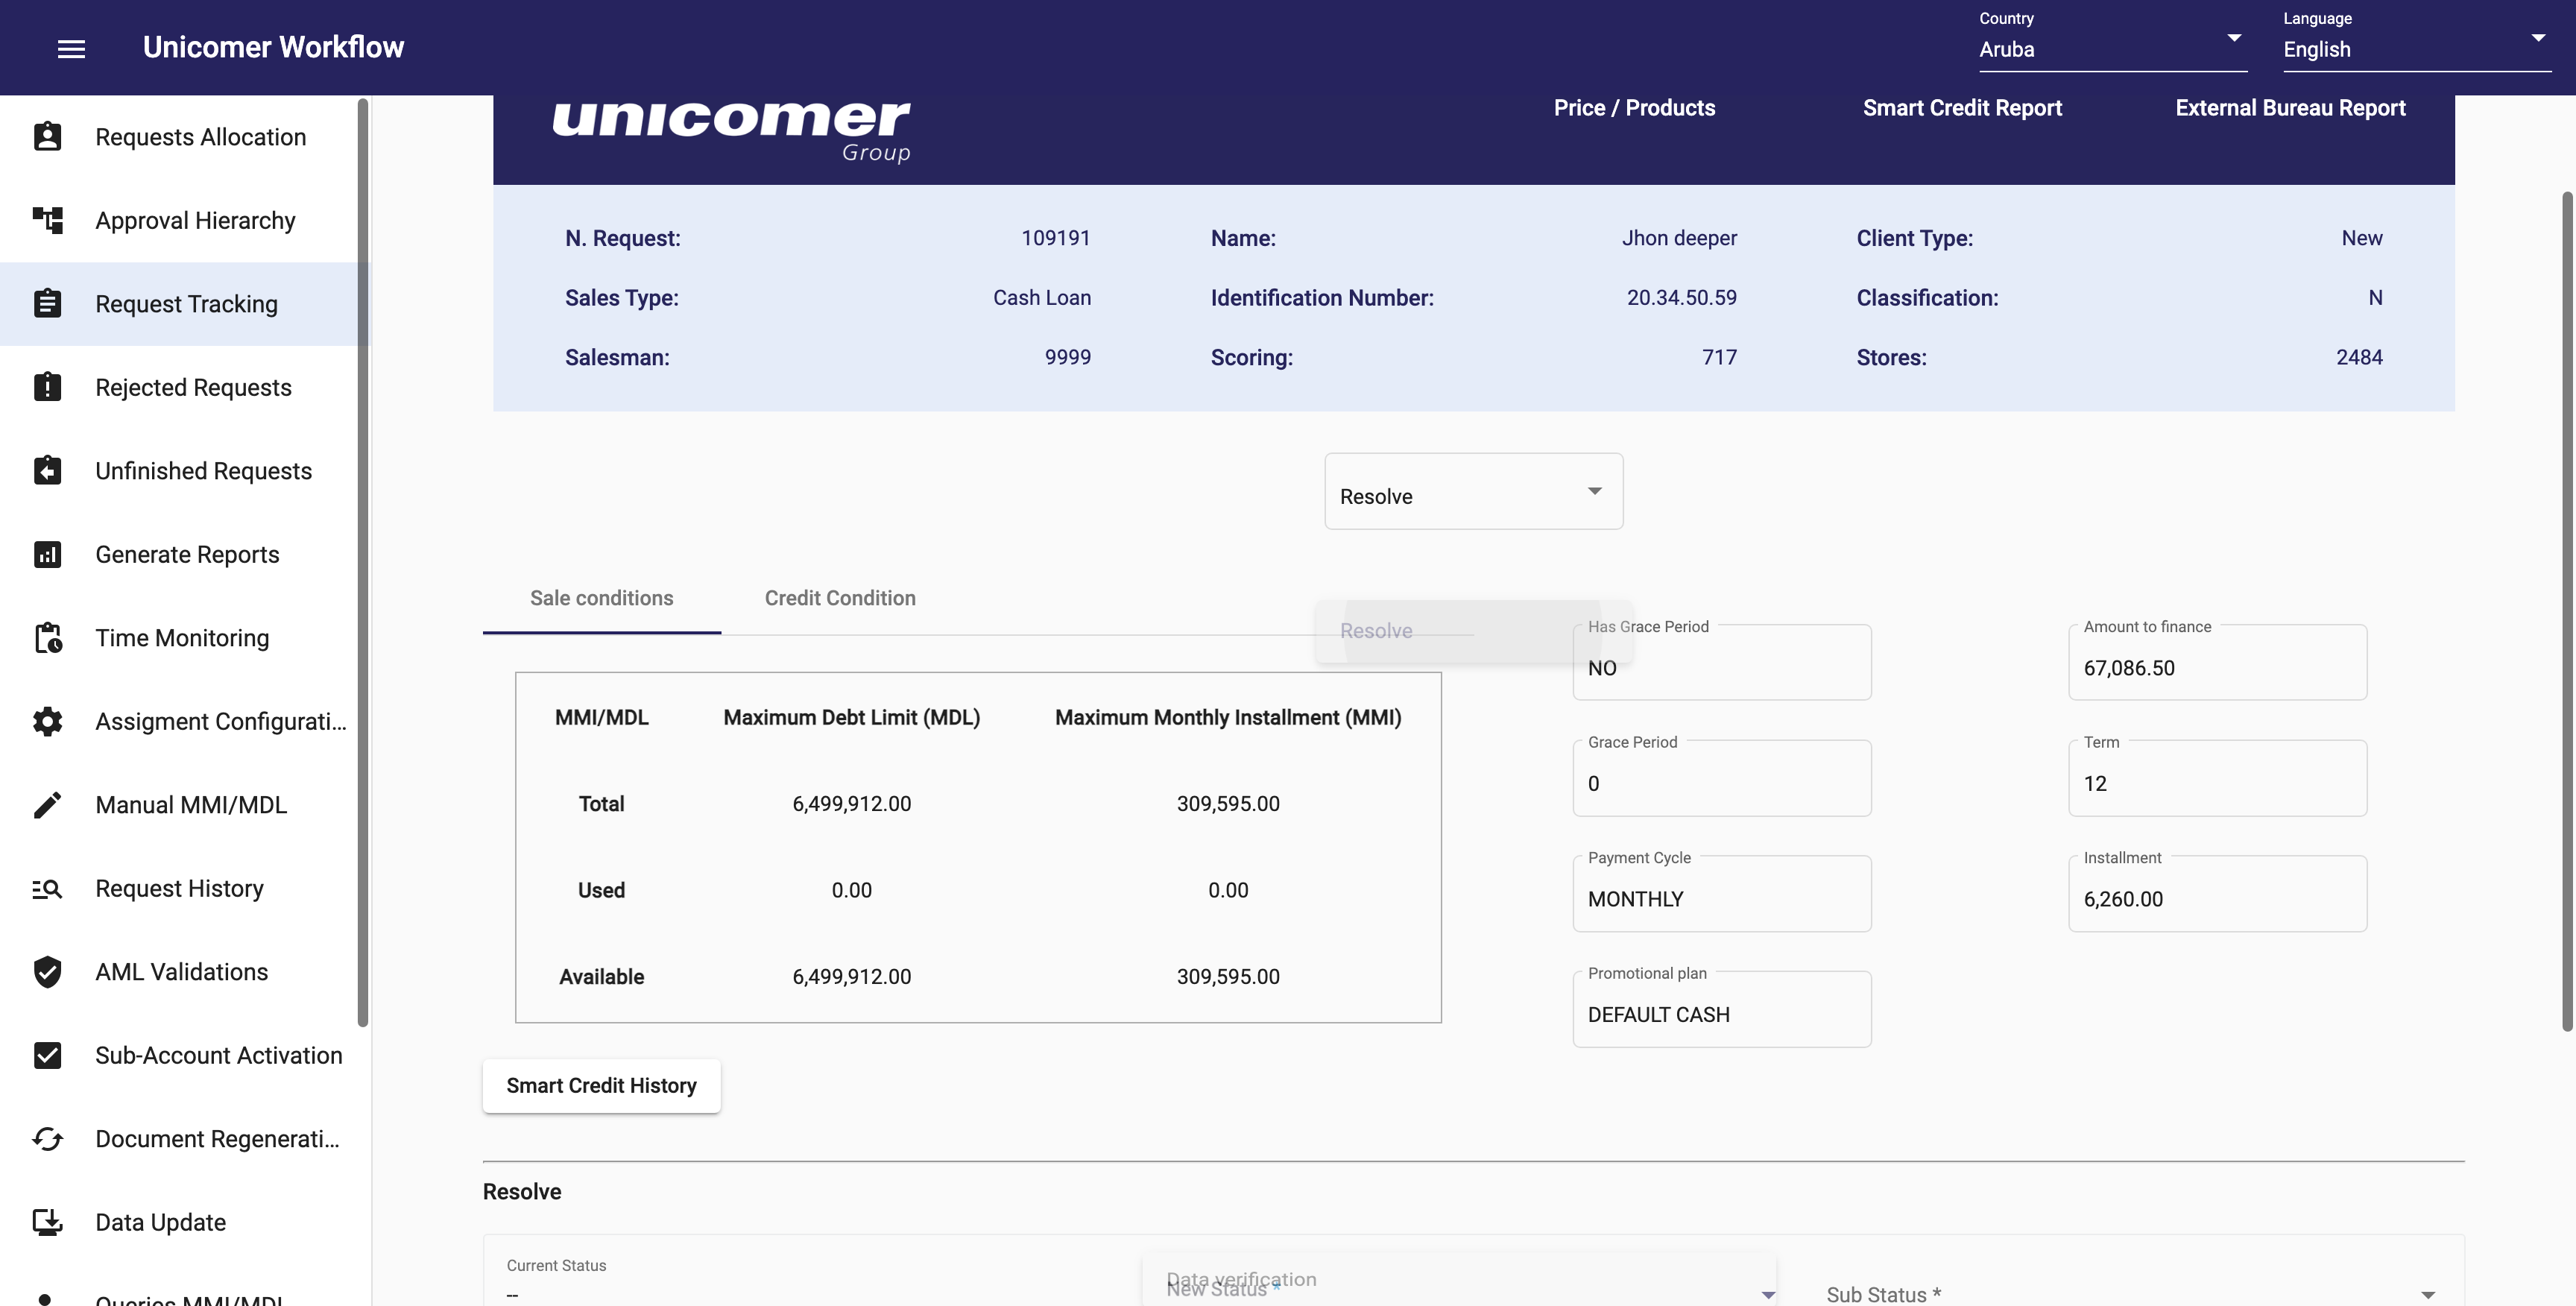 Unicomer Workflow
Country
Aruba
Language
English
Requests Allocation
Approval Hierarchy
Request Tracking
Rejected Requests
Unfinished Requests
Generate Reports
Time Monitoring
Assigment Configurati...
Manual MMI/MDL
Request History
AML Validations
Sub-Account Activation
Document Regenerati...
Data Update
Queries MMI/MDL
unicomer
Group
Price / Products
Smart Credit Report
External Bureau Report
N. Request: 109191
Name: Jhon deeper
Client Type: New
Sales Type: Cash Loan
Identification Number: 20.34.50.59
Classification: N
Salesman: 9999
Scoring: 717
Stores: 2484
Resolve
Sale conditions
Credit Condition
Resolve
MMI/MDL Maximum Debt Limit (MDL) Maximum Monthly Installment (MMI)
Total 6,499,912.00 309,595.00
Used 0.00 0.00
Available 6,499,912.00 309,595.00
Has Grace Period
NO
Amount to finance
67,086.50
Grace Period
0
Term
12
Payment Cycle
MONTHLY
Installment
6,260.00
Promotional plan
DEFAULT CASH
Smart Credit History
Resolve
Current Status
--
Data verification
New Status *
Sub Status *